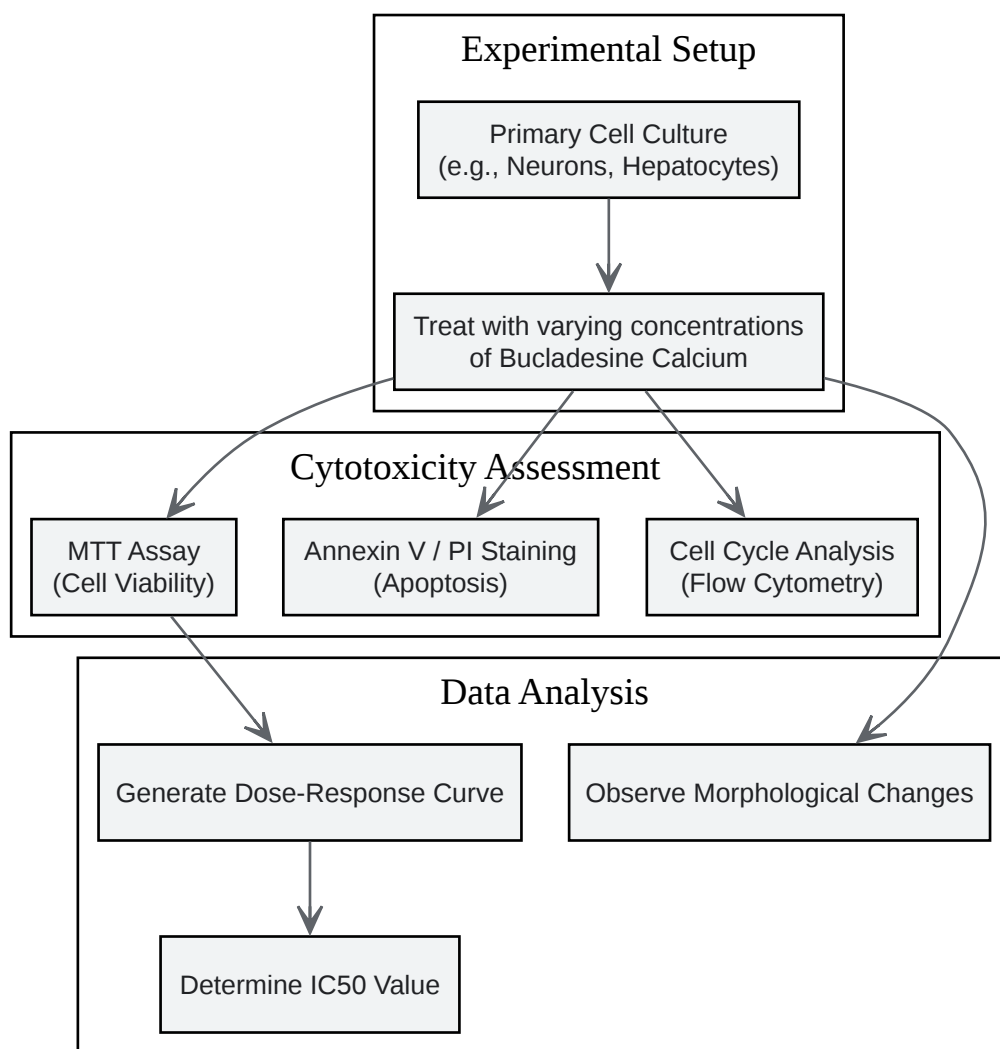 Experimental Setup
Primary Cell Culture
(e.g., Neurons, Hepatocytes)
Treat with varying concentrations
of Bucladesine Calcium
Cytotoxicity Assessment
MTT Assay
(Cell Viability)
Annexin V / PI Staining
(Apoptosis)
Cell Cycle Analysis
(Flow Cytometry)
Data Analysis
Generate Dose-Response Curve
Observe Morphological Changes
Determine IC50 Value